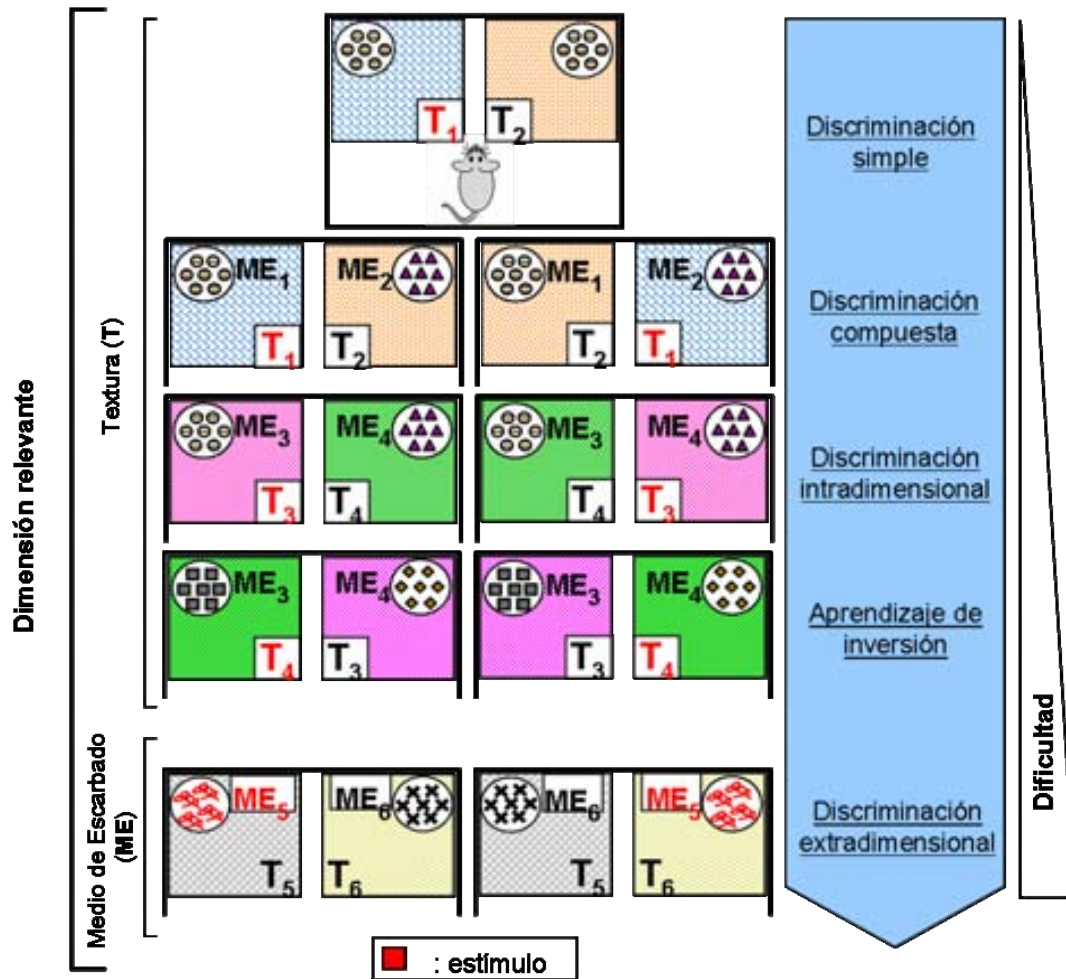 Dimensión relevante
Textura (T)
T1 T2
Discriminación
simple
ME1 ME2 ME1 ME2
T1 T2 T2 T1
Discriminación
compuesta
ME3 ME4 ME3 ME4
T3 T4 T4 T3
Discriminación
intradimensional
ME3 ME4 ME3 ME4
T4 T3 T3 T4
Aprendizaje de
inversión
Medio de Escarbado
(ME)
ME5 ME6 ME6 ME5
T5 T6 T5 T6
Discriminación
extradimensional
Dificultad
: estímulo